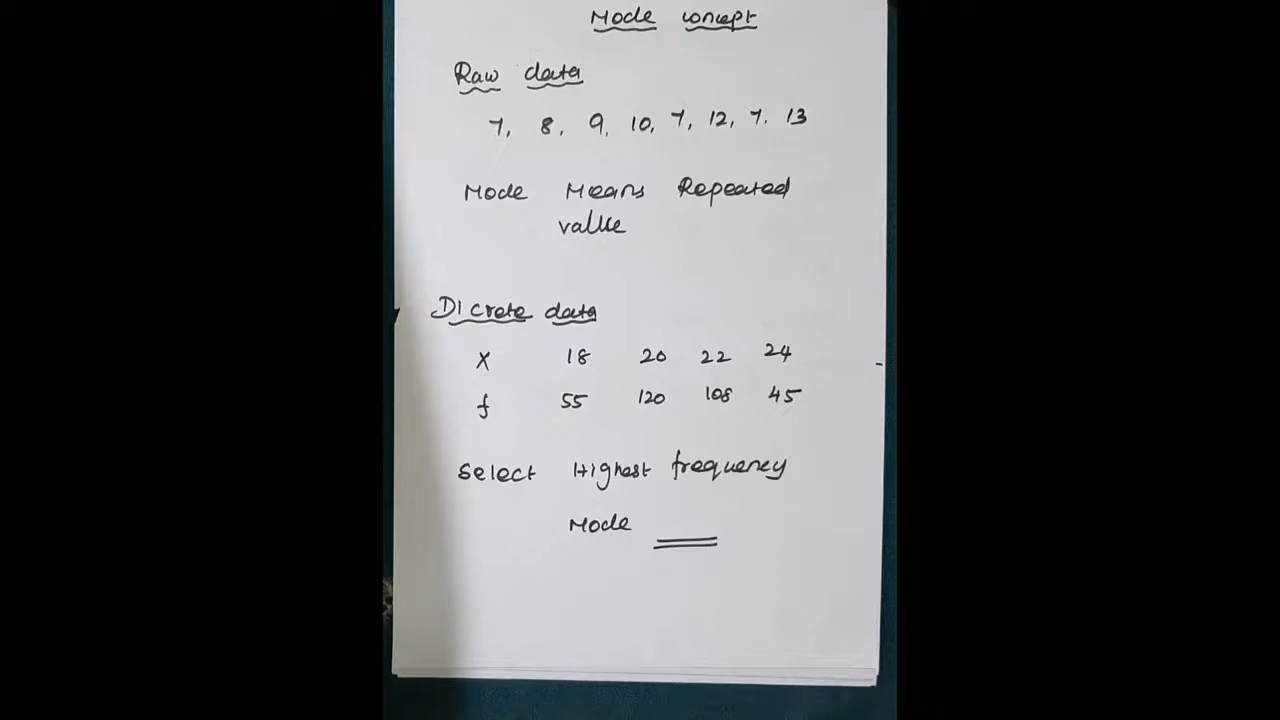 Mode concept
Raw data
7, 8, 9, 10, 7, 12, 7. 13
Mode Means Repeated
value
Discrete data
X 18 20 22 24
f 55 120 108 45
Select Highest frequency
Mode